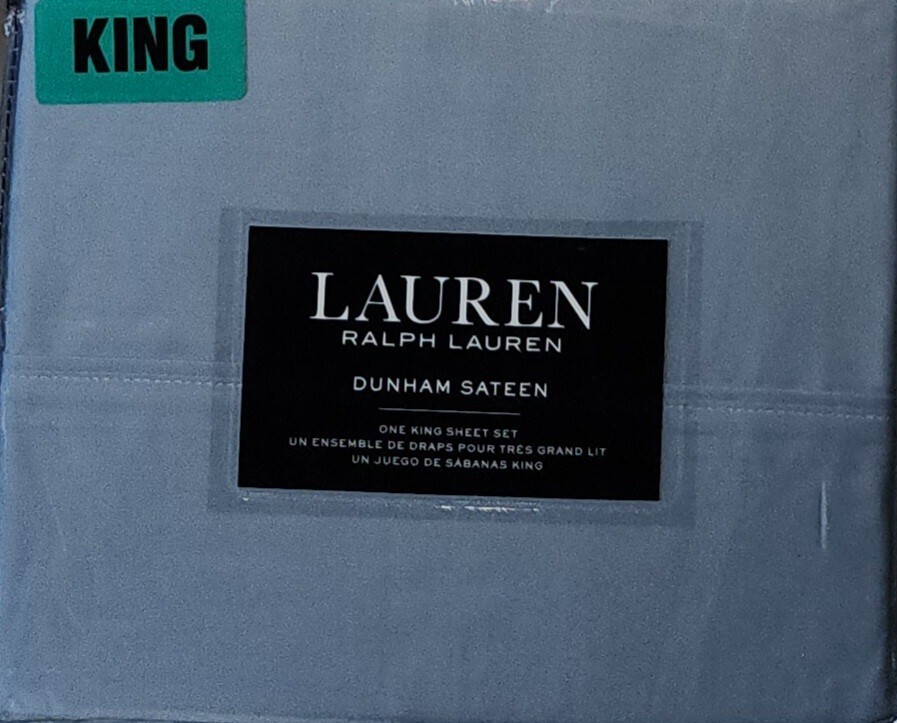 KING
LAUREN
RALPH LAUREN
DUNHAM SATEEN
ONE KING SHEET SET
UN ENSEMBLE DE DRAPS POUR TRÈS GRAND LIT
UN JUEGO DE SÁBANAS KING